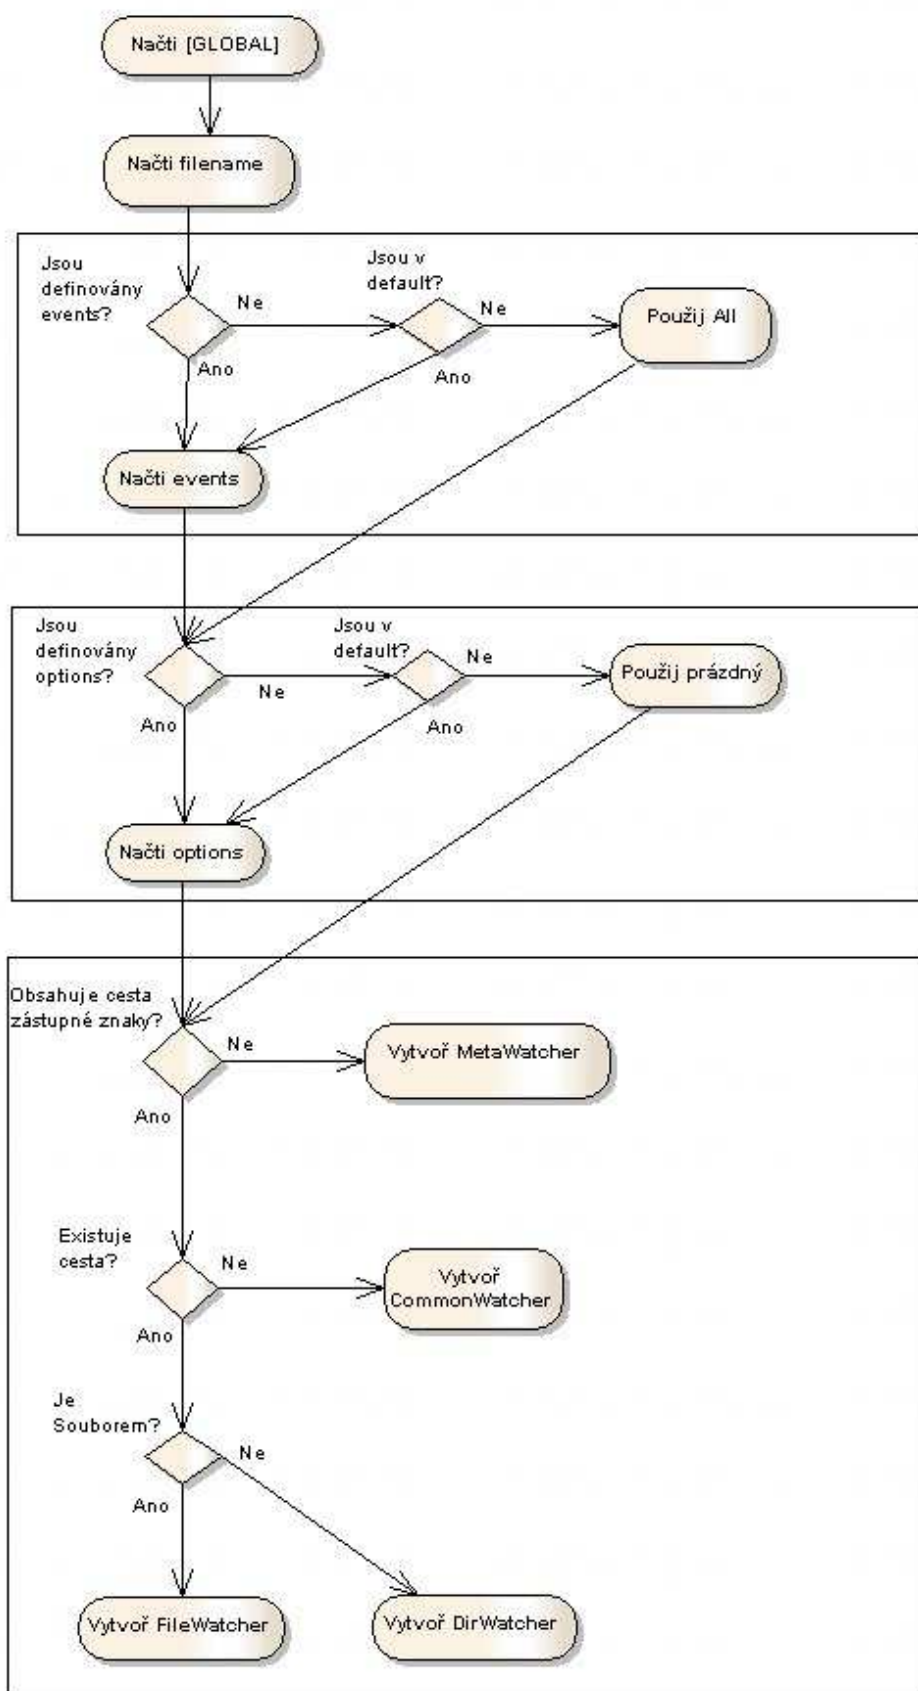 Načti [GLOBAL]
Načti filename
Jsou
definovány
events?
Ne
Jsou v
default?
Ne
Použij All
Ano
Ano
Načti events
Jsou
definovány
options?
Ne
Jsou v
default?
Ne
Použij prázdný
Ano
Ano
Načti options
Obsahuje cesta
zástupné znaky?
Ne
Vytvoř MetaWatcher
Ano
Existuje
cesta?
Ne
Vytvoř
CommonWatcher
Ano
Je
Souborem?
Ne
Ano
Vytvoř FileWatcher
Vytvoř DirWatcher